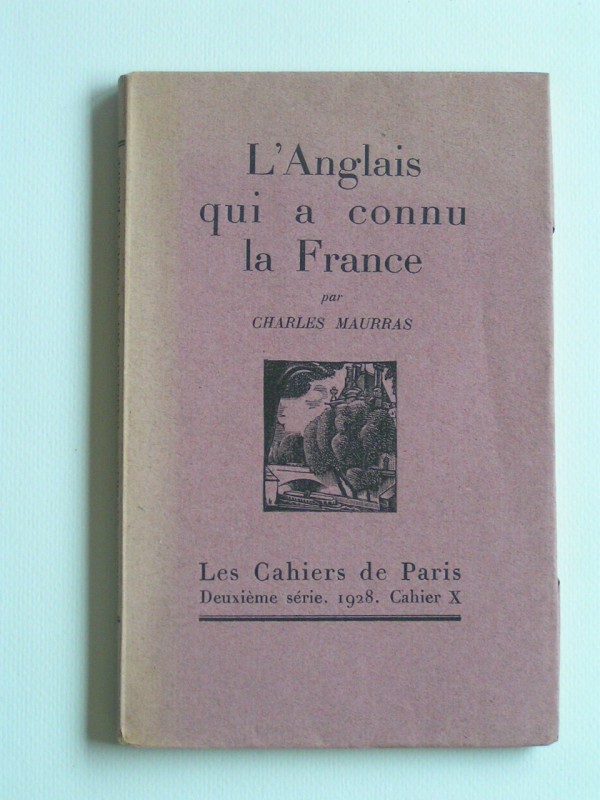 L'Anglais
qui a connu
la France
par
CHARLES MAURRAS
Les Cahiers de Paris
Deuxième série. 1928. Cahier X